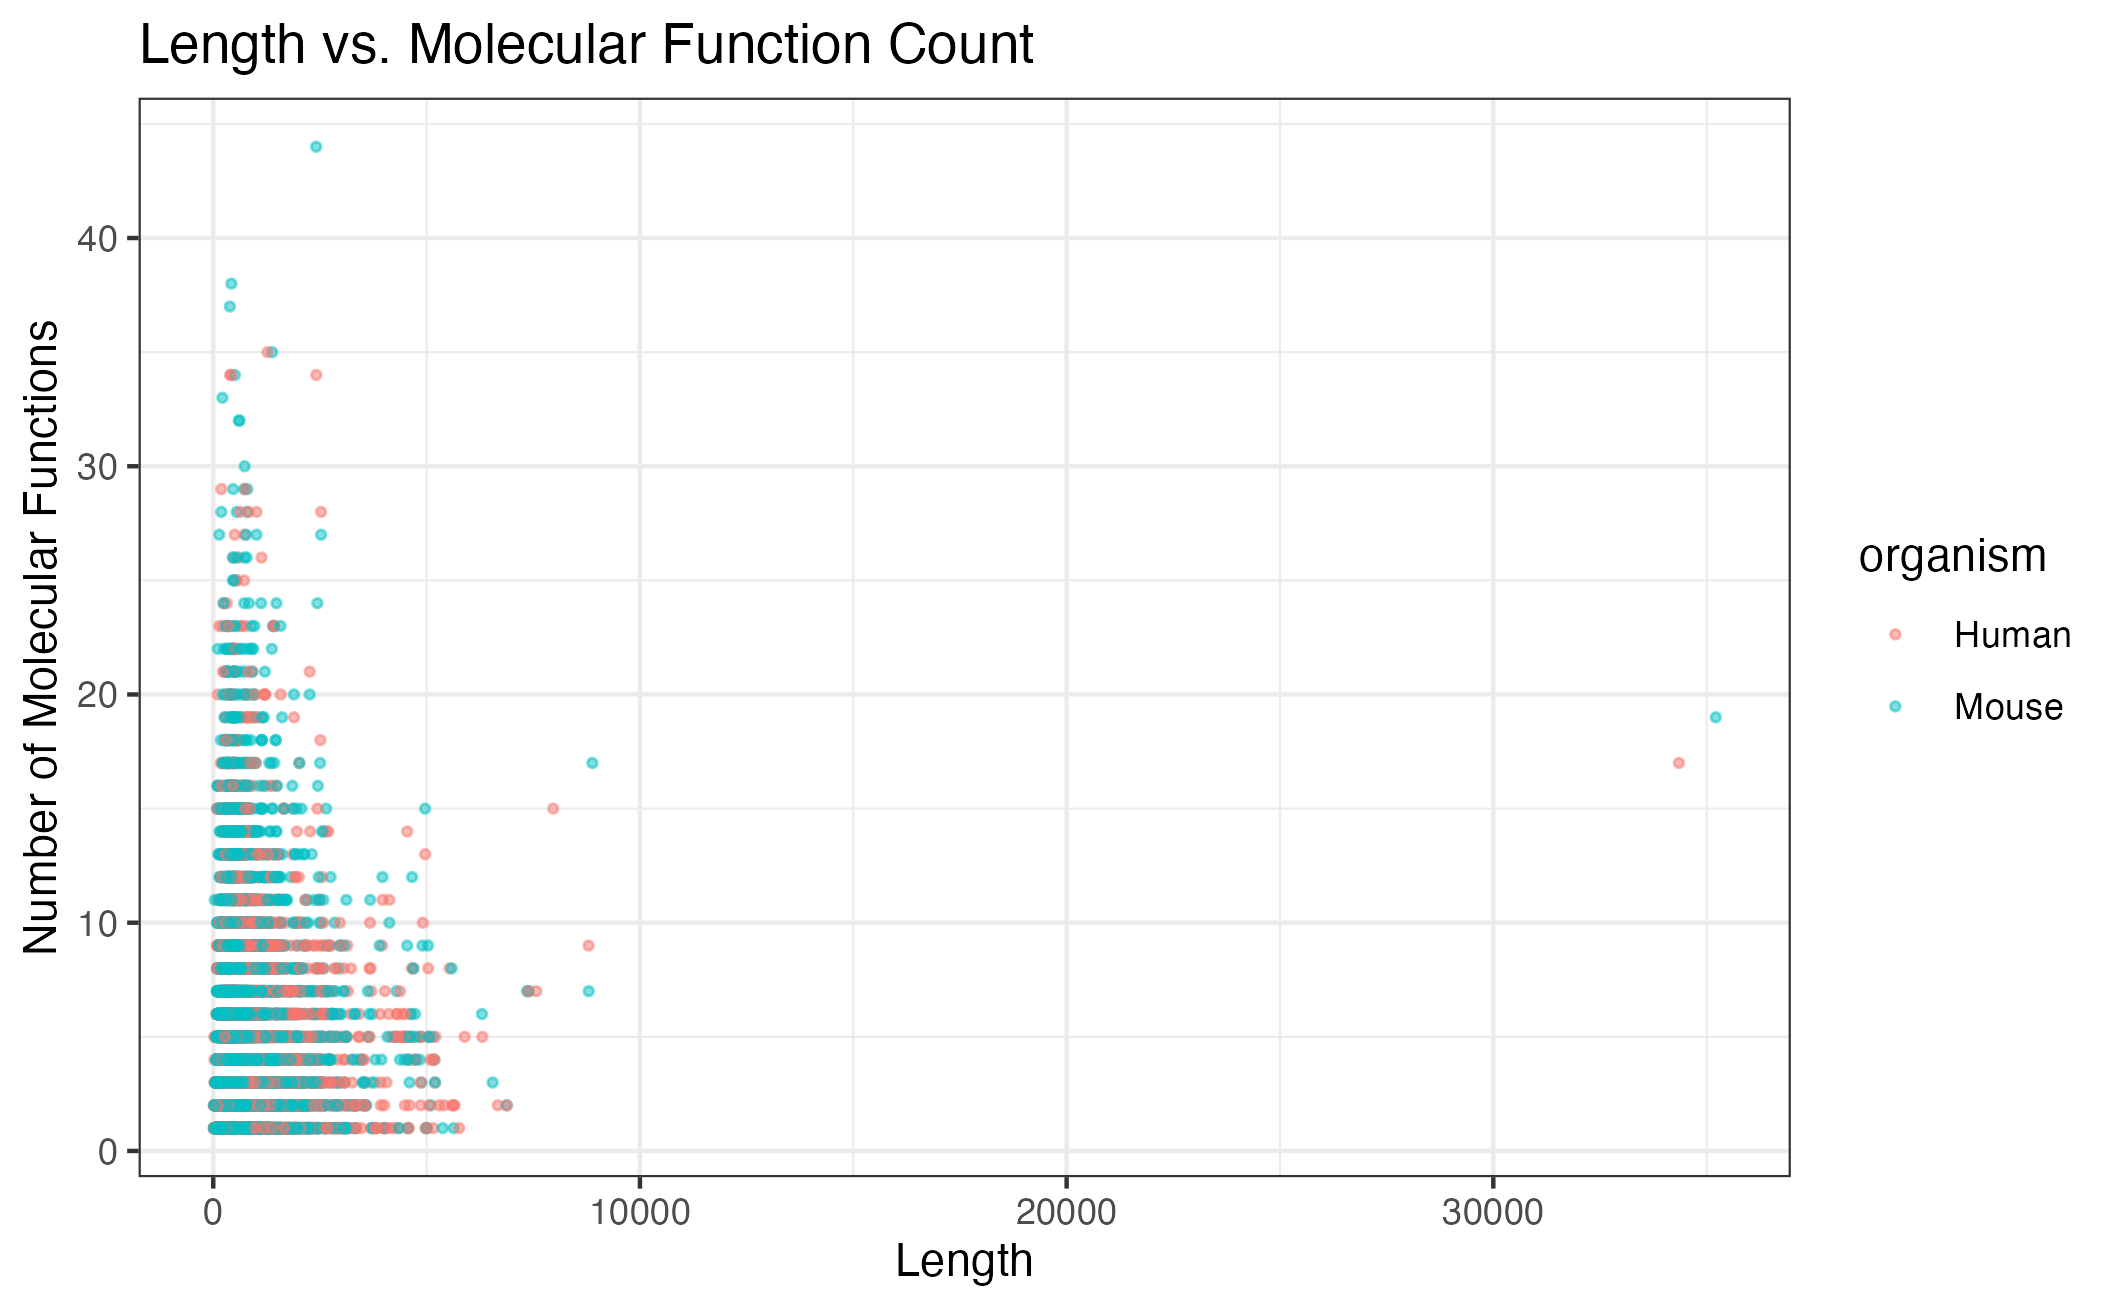 Length vs. Molecular Function Count
Number of Molecular Functions
40
30
20
10
0
0
10000
20000
30000
Length
organism
Human
Mouse